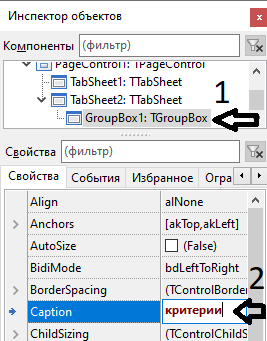 Инспектор объектов
Компоненты (фильтр)
PageControl1: TPageControl
TabSheet1: TTabSheet
1
TabSheet2: TTabSheet
GroupBox1: TGroupBox
Свойства (фильтр)
Свойства События Избранное Огра
Align alNone
Anchors [akTop,akLeft]
AutoSize (False)
BiDiMode bdLeftToRight
2
BorderSpacing (TControlBorder
Caption критерии
ChildSizing (TControlChildS